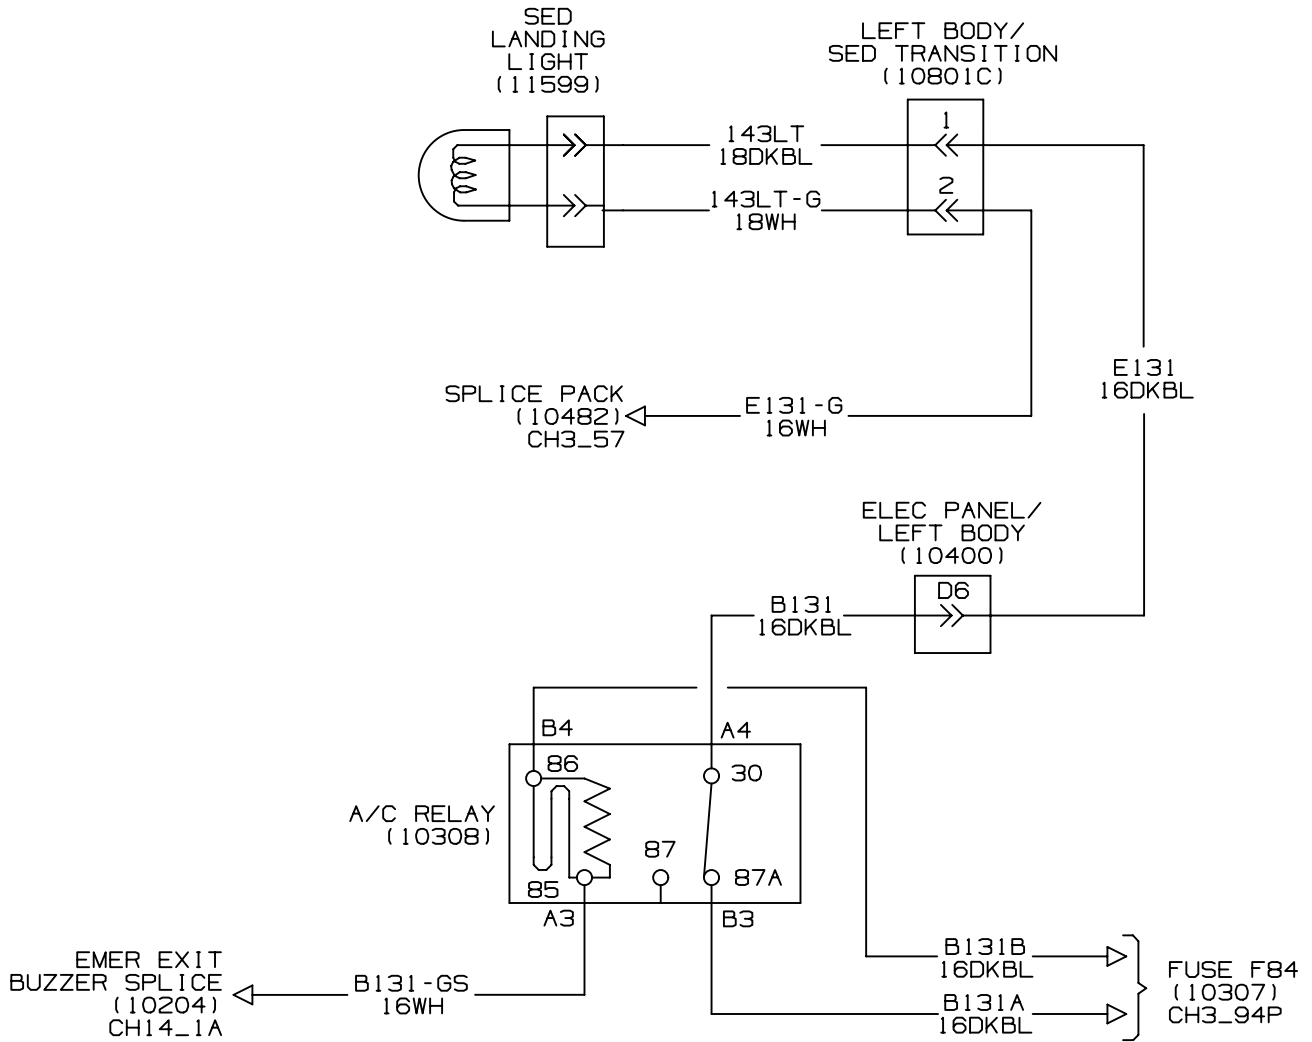 SED
LANDING
LIGHT
(11599)
LEFT BODY/
SED TRANSITION
(10801C)
1
2
143LT
18DKBL
143LT-G
18WH
E131
16DKBL
SPLICE PACK
(10482)
CH3_57
E131-G
16WH
ELEC PANEL/
LEFT BODY
(10400)
D6
B131
16DKBL
B4
A4
86
30
A/C RELAY
(10308)
87
85
87A
A3
B3
EMER EXIT
BUZZER SPLICE
(10204)
CH14_1A
B131-GS
16WH
B131B
16DKBL
B131A
16DKBL
FUSE F84
(10307)
CH3_94P